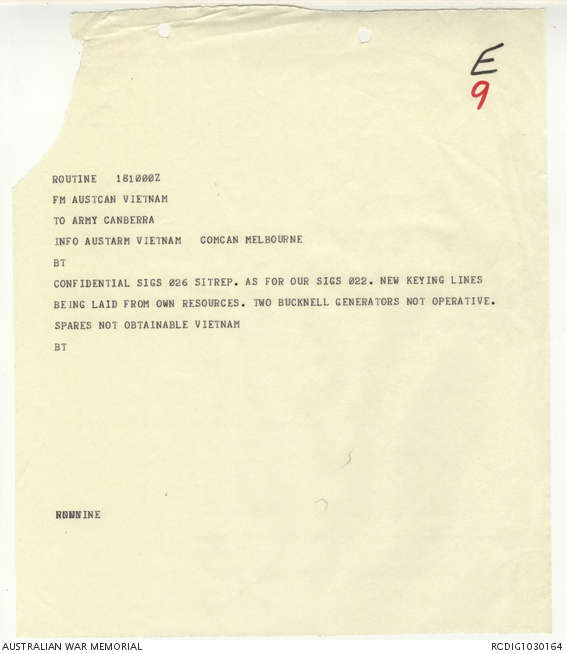 E
9
ROUTINE 181000Z
FM AUSTCAN VIETNAM
TO ARMY CANBERRA
INFO AUSTARM VIETNAM COMCAN MELBOURNE
BT
CONFIDENTIAL SIGS 026 SITREP. AS FOR OUR SIGS 022. NEW KEYING LINES
BEING LAID FROM OWN RESOURCES. TWO BUCKNELL GENERATORS NOT OPERATIVE.
SPARES NOT OBTAINABLE VIETNAM
BT
AUSTRALIAN WAR MEMORIAL
RCDIG1030164